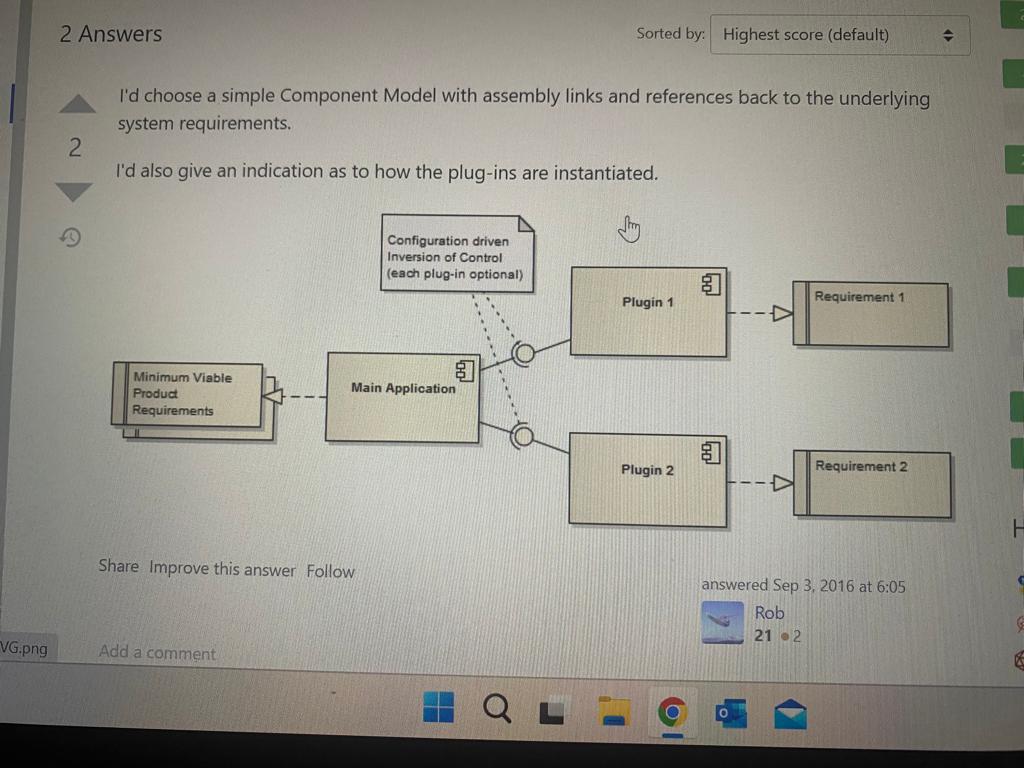 2 Answers
Sorted by:
Highest score (default)
I'd choose a simple Component Model with assembly links and references back to the underlying
system requirements.
2
I'd also give an indication as to how the plug-ins are instantiated.
Configuration driven
Inversion of Control
(each plug-in optional)
Plugin 1
Requirement 1
Minimum Viable
Product
Requirements
Main Application
Plugin 2
Requirement 2
Share Improve this answer Follow
answered Sep 3, 2016 at 6:05
Rob
21 ● 2
VG.png
Add a comment